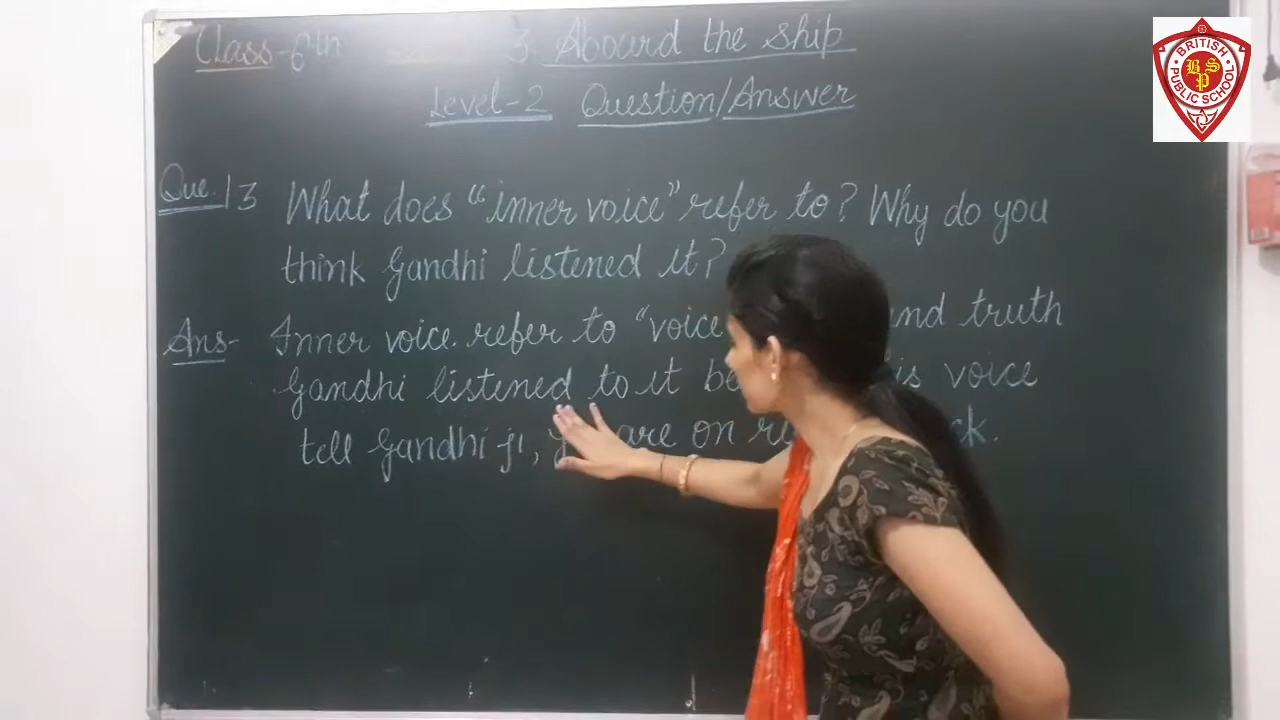 Class-6th 3 Abourd the ship
Level-2 Question/Answer
Que.13 What does "inner voice" refer to? Why do you
think Gandhi listened it?
Ans- Inner voice refer to "voice nd truth
Gandhi listened to it be is voice
tell Gandhi ji, are on ck.
BRITISH
BSP
PUBLIC SCHOOL